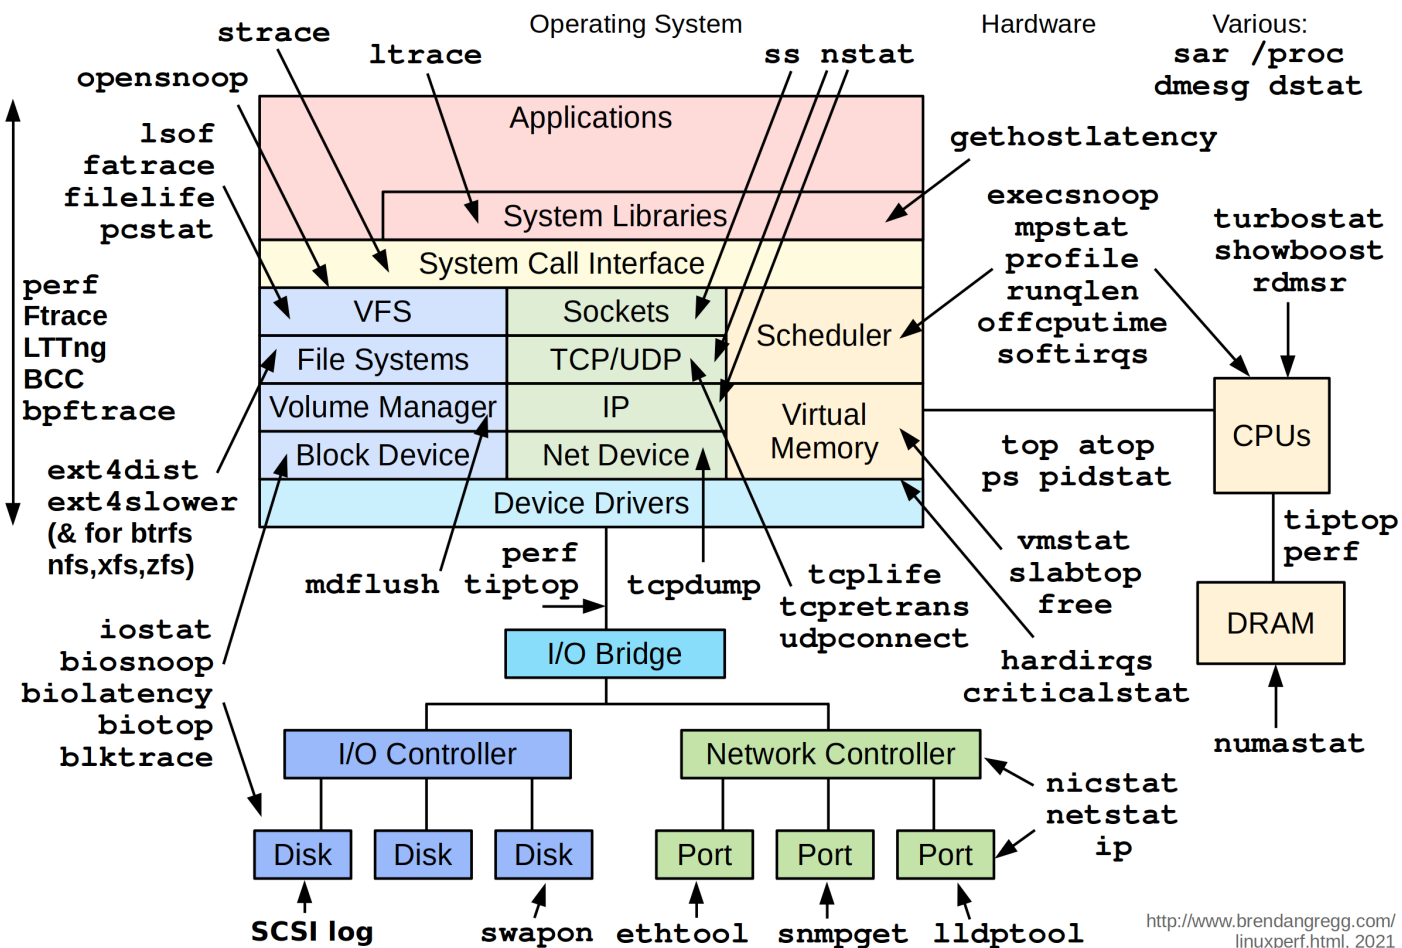 Operating System
Hardware
Various:
sar /proc
dmesg dstat
strace
ltrace
ss nstat
opensnoop
lsof
fatrace
filelife
pcstat
perf
Ftrace
LTTng
BCC
bpftrace
ext4dist
ext4slower
(& for btrfs
nfs,xfs,zfs)
iostat
biosnoop
biolatency
biotop
blktrace
Applications
System Libraries
System Call Interface
VFS
Sockets
Scheduler
File Systems
TCP/UDP
Volume Manager
IP
Virtual
Memory
Block Device
Net Device
Device Drivers
gethostlatency
execsnoop
mpstat
profile
runqlen
offcputime
softirqs
turbostat
showboost
rdmsr
CPUs
top atop
ps pidstat
tiptop
perf
vmstat
slabtop
free
DRAM
hardirqs
criticalstat
numastat
mdflush
perf
tiptop
tcpdump
tcplife
tcpretrans
udpconnect
I/O Bridge
I/O Controller
Network Controller
nicstat
netstat
ip
Disk
Disk
Disk
Port
Port
Port
SCSI log
swapon
ethtool
snmpget
lldptool
http://www.brendangregg.com/
linuxperf.html, 2021